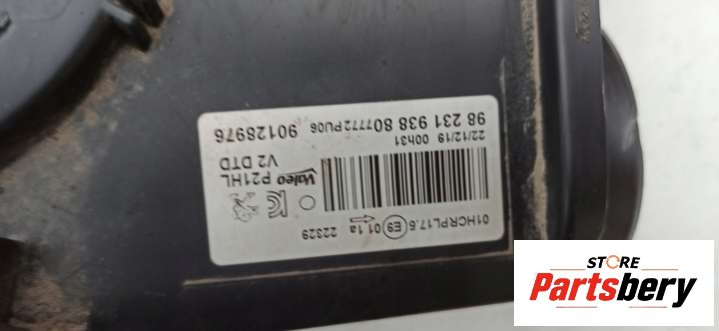 01HCRPL17.6 E9 01 1a 22329
Valeo P21HL
V2 DTD
22/12/19 00h31
98 231 938 80 7772PU06 90128976
STORE
Partsbery